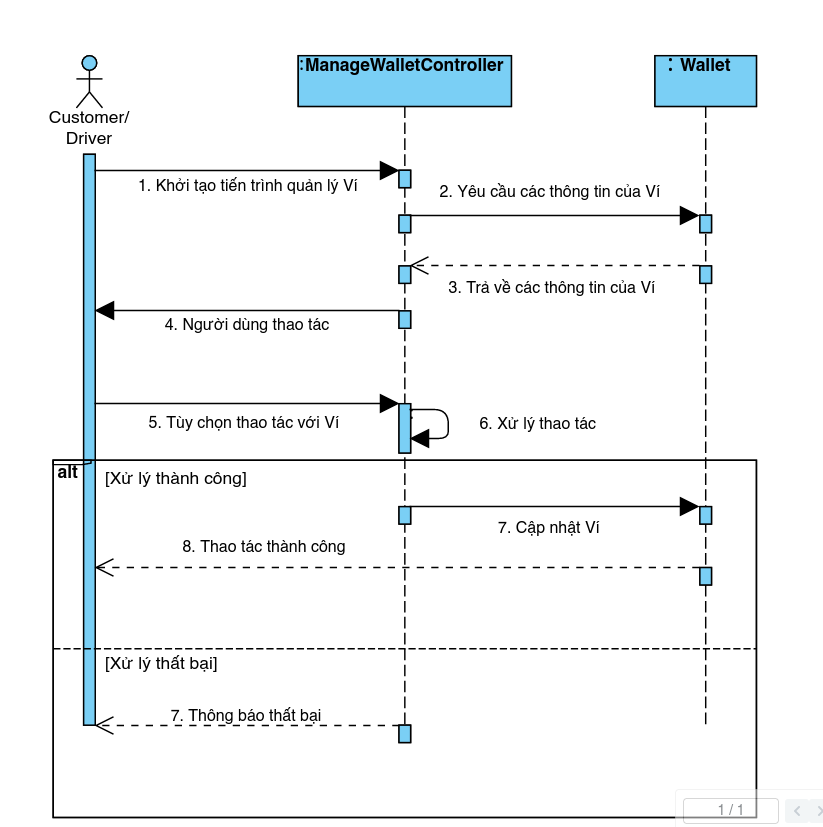 :ManageWalletController
: Wallet
Customer/
Driver
1. Khởi tạo tiến trình quản lý Ví
2. Yêu cầu các thông tin của Ví
3. Trả về các thông tin của Ví
4. Người dùng thao tác
5. Tùy chọn thao tác với Ví
6. Xử lý thao tác
alt
[Xử lý thành công]
7. Cập nhật Ví
8. Thao tác thành công
[Xử lý thất bại]
7. Thông báo thất bại
1 / 1